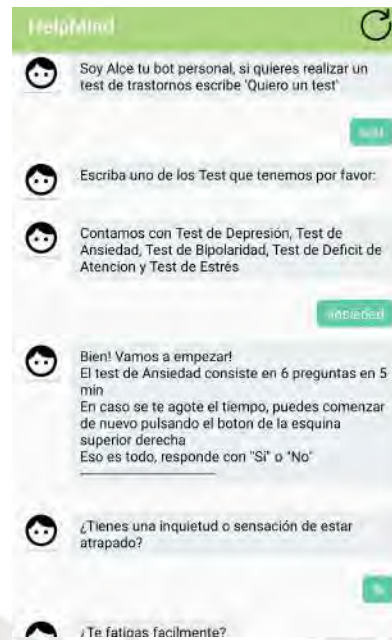 HelpMind
Soy Alce tu bot personal, si quieres realizar un
test de trastornos escribe 'Quiero un test'
test
Escriba uno de los Test que tenemos por favor:
Contamos con Test de Depresión, Test de
Ansiedad, Test de Bipolaridad, Test de Deficit de
Atencion y Test de Estrés
ansiedad
Bien! Vamos a empezar!
El test de Ansiedad consiste en 6 preguntas en 5
min
En caso se te agote el tiempo, puedes comenzar
de nuevo pulsando el boton de la esquina
superior derecha
Eso es todo, responde con "Si" o "No"
¿Tienes una inquietud o sensación de estar
atrapado?
¿Te fatigas facilmente?